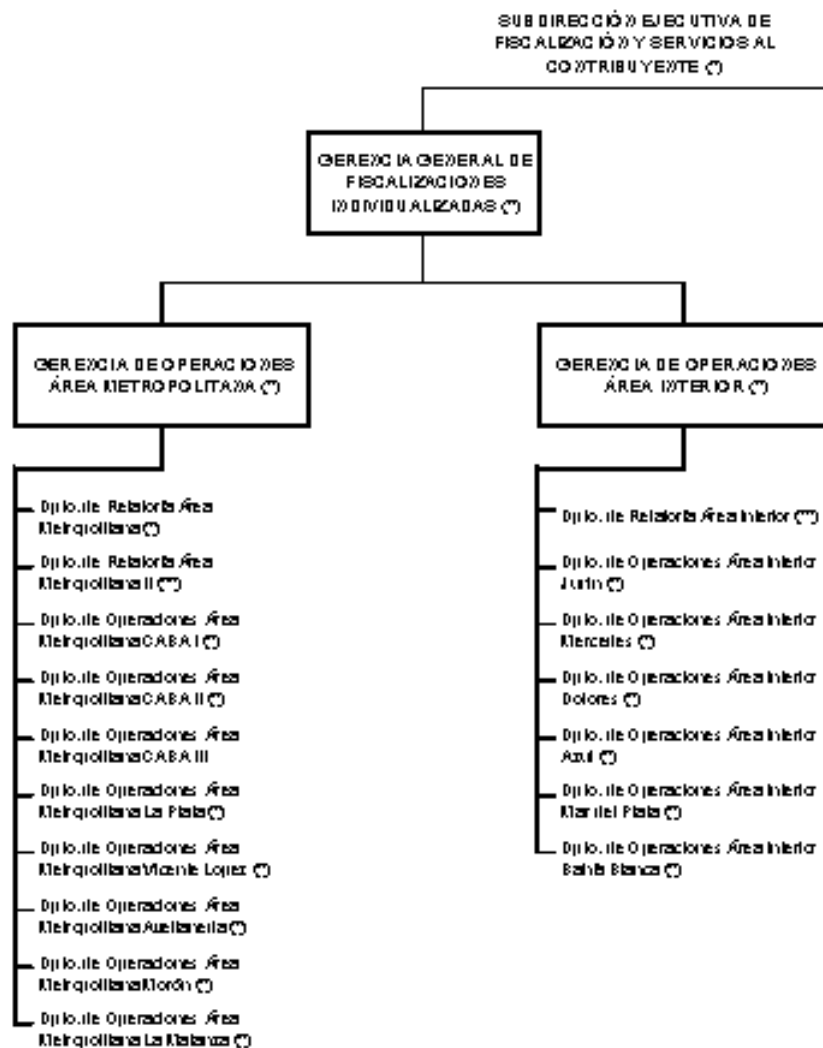 SUBDIRECCIÓN EJECUTIVA DE
FISCALIZACIÓN Y SERVICIOS AL
CONTRIBUYENTE (*)
GERENCIA GENERAL DE
FISCALIZACIONES
INDIVIDUALIZADAS (*)
GERENCIA DE OPERACIONES
ÁREA METROPOLITANA (*)
Dpto. de Relatoría Área
Metropolitana (*)
Dpto. de Relatoría Área
Metropolitana II (**)
Dpto. de Operaciones Área
Metropolitana CABA I (*)
Dpto. de Operaciones Área
Metropolitana CABA II (*)
Dpto. de Operaciones Área
Metropolitana CABA III
Dpto. de Operaciones Área
Metropolitana La Plata (*)
Dpto. de Operaciones Área
Metropolitana Vicente Lopez (*)
Dpto. de Operaciones Área
Metropolitana Avellaneda (*)
Dpto. de Operaciones Área
Metropolitana Morón (*)
Dpto. de Operaciones Área
Metropolitana La Matanza (*)
GERENCIA DE OPERACIONES
ÁREA INTERIOR (*)
Dpto. de Relatoría Área Interior (**)
Dpto. de Operaciones Área Interior
Junín (*)
Dpto. de Operaciones Área Interior
Mercedes (*)
Dpto. de Operaciones Área Interior
Dolores (*)
Dpto. de Operaciones Área Interior
Azul (*)
Dpto. de Operaciones Área Interior
Mar del Plata (*)
Dpto. de Operaciones Área Interior
Bahía Blanca (*)